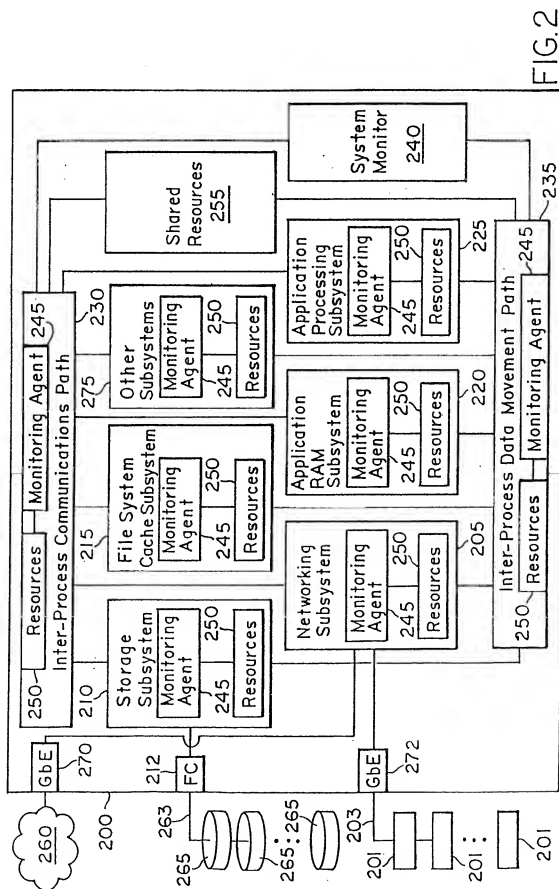 250
Resources
Monitoring Agent
245
Inter-Process Communications Path
230
Shared Resources
255
System Monitor
240
210
Storage Subsystem
Monitoring Agent
250
245
Resources
215
File System
Cache Subsystem
Monitoring Agent
250
245
Resources
275
Other
Subsystems
Monitoring Agent
250
245
Resources
Networking
Subsystem
Monitoring Agent
250
245
Resources
205
Application
RAM Subsystem
Monitoring Agent
250
245
Resources
220
Application
Processing
Subsystem
Monitoring Agent
250
245
Resources
225
Inter-Process Data Movement Path
250
Resources
Monitoring Agent
245
235
260
GbE
270
200
212
FC
263
265
265
265
GbE
272
203
201
201
201
FIG.2